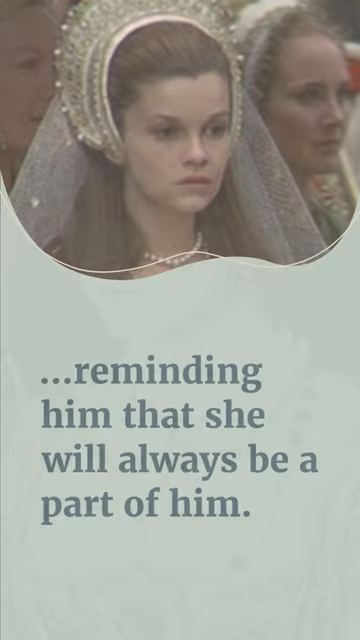 ...reminding
him that she
will always be a
part of him.